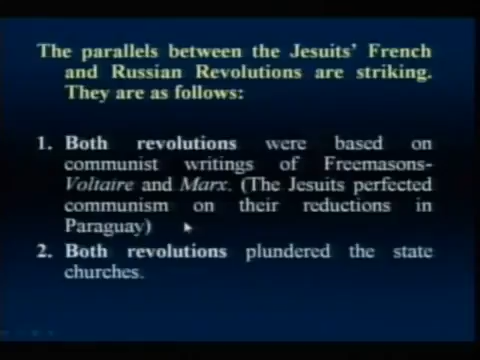 The parallels between the Jesuits' French
and Russian Revolutions are striking.
They are as follows:
1. Both revolutions were based on
communist writings of Freemasons-
Voltaire and Marx. (The Jesuits perfected
communism on their reductions in
Paraguay)
2. Both revolutions plundered the state
churches.